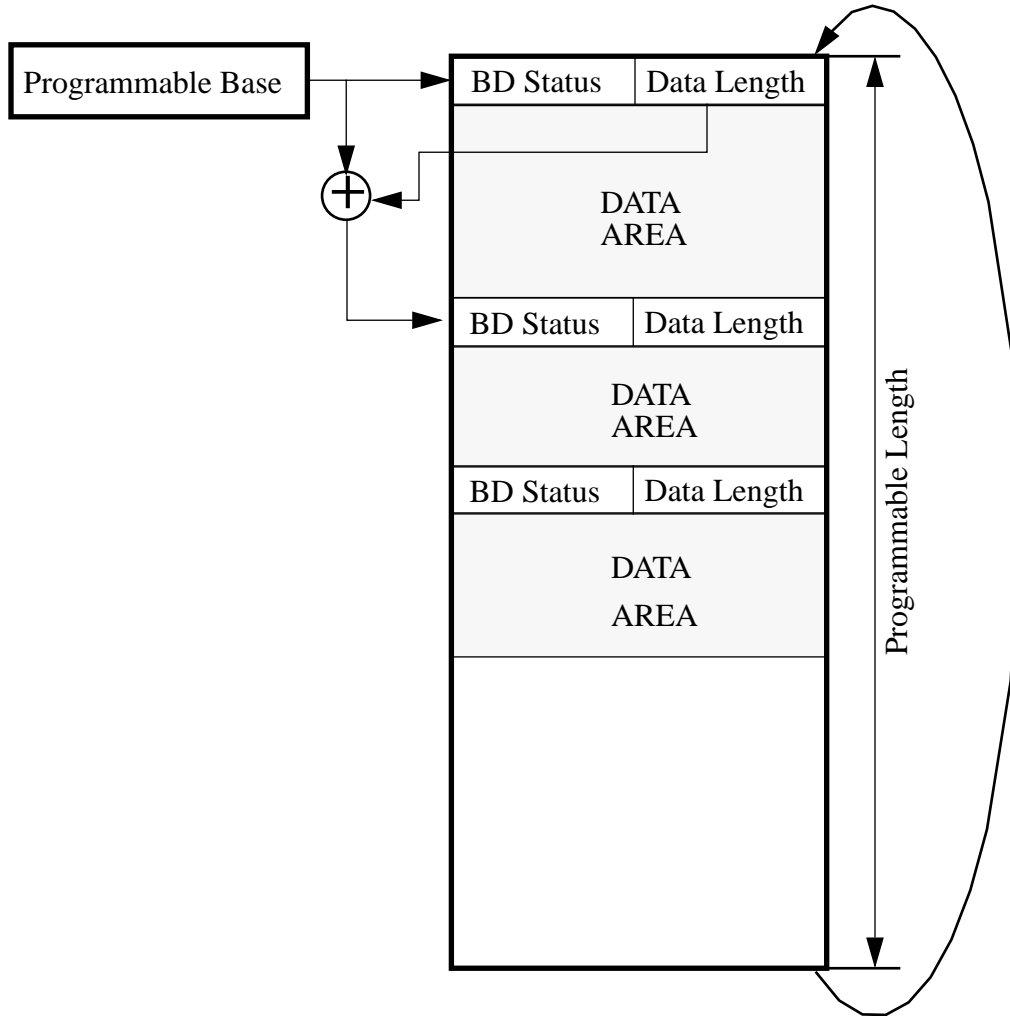 Programmable Base
BD Status Data Length
+
DATA
AREA
BD Status Data Length
DATA
AREA
BD Status Data Length
DATA
AREA
Programmable Length